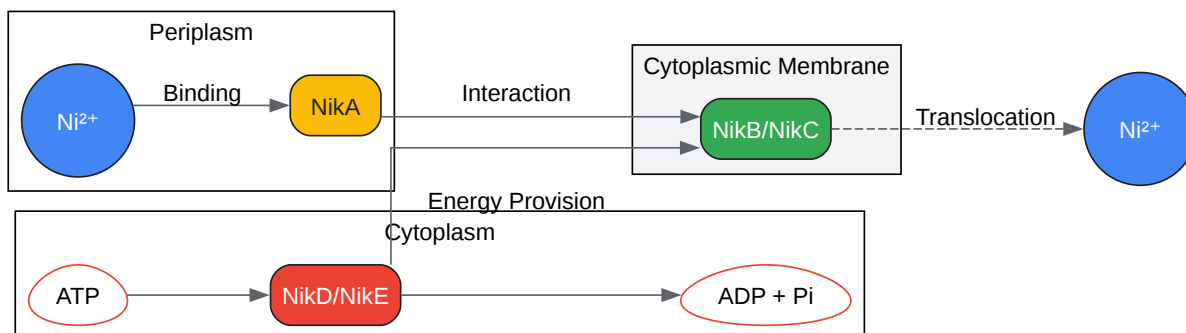 Periplasm
Ni²⁺
Binding
NikA
Interaction
Cytoplasmic Membrane
NikB/NikC
Translocation
Ni²⁺
Energy Provision
Cytoplasm
ATP
NikD/NikE
ADP + Pi